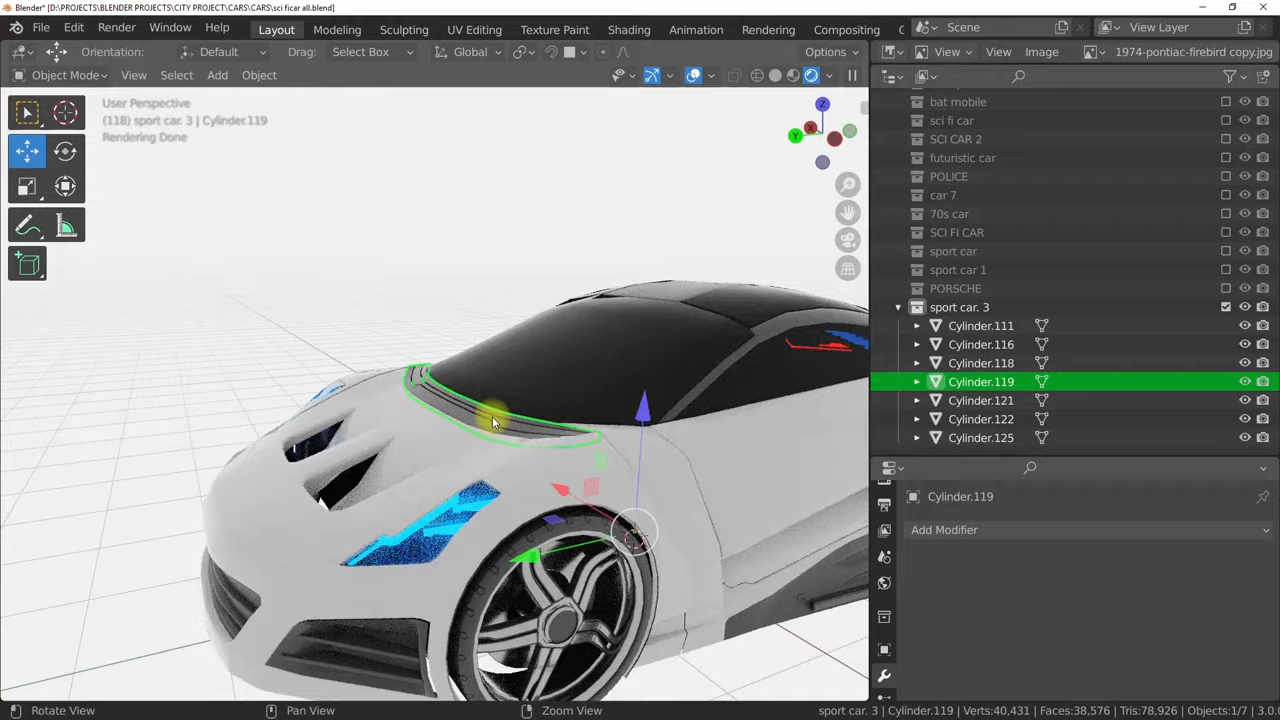 Blender* [D:\PROJECTS\BLENDER PROJECTS\CITY PROJECT\CARS\CARS\sci ficar all.blend]
File Edit Render Window Help Layout Modeling Sculpting UV Editing Texture Paint Shading Animation Rendering Compositing Scene View Layer
Orientation: Default Drag: Select Box Global Options View View Image 1974-pontiac-firebird copy.jpg
Object Mode View Select Add Object
User Perspective
(118) sport car. 3 | Cylinder.119
Rendering Done
Z
X
Y
bat mobile
sci fi car
SCI CAR 2
futuristic car
POLICE
car 7
70s car
SCI FI CAR
sport car
sport car 1
PORSCHE
sport car. 3
Cylinder.111
Cylinder.116
Cylinder.118
Cylinder.119
Cylinder.121
Cylinder.122
Cylinder.125
Cylinder.119
Add Modifier
Rotate View Pan View Zoom View sport car. 3 | Cylinder.119 | Verts:40,431 | Faces:38,576 | Tris:78,926 | Objects:1/7 | 3.0.